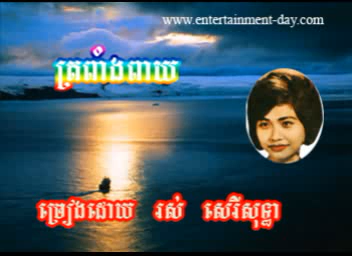 www.entertainment-day.com
ត្រពាំងពាយ
ចម្រៀងដោយ រស់ សេរីសុទ្ធា